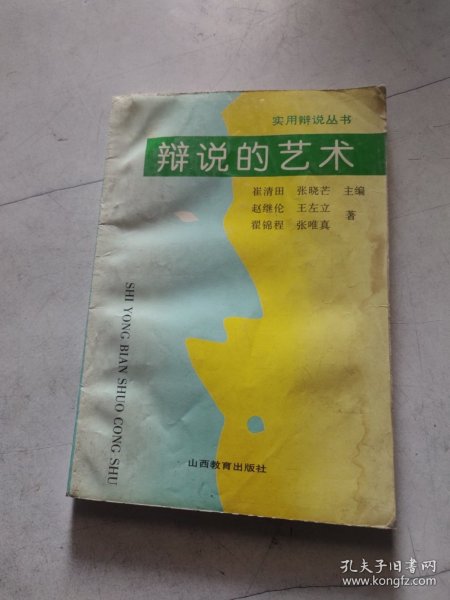 实用辩说丛书
辩说的艺术
崔清田 张晓芒 主编
赵继伦 王左立
翟锦程 张唯真 著
SHI YONG BIAN SHUO CONG SHU
山西教育出版社
孔夫子旧书网
www.kongfz.com